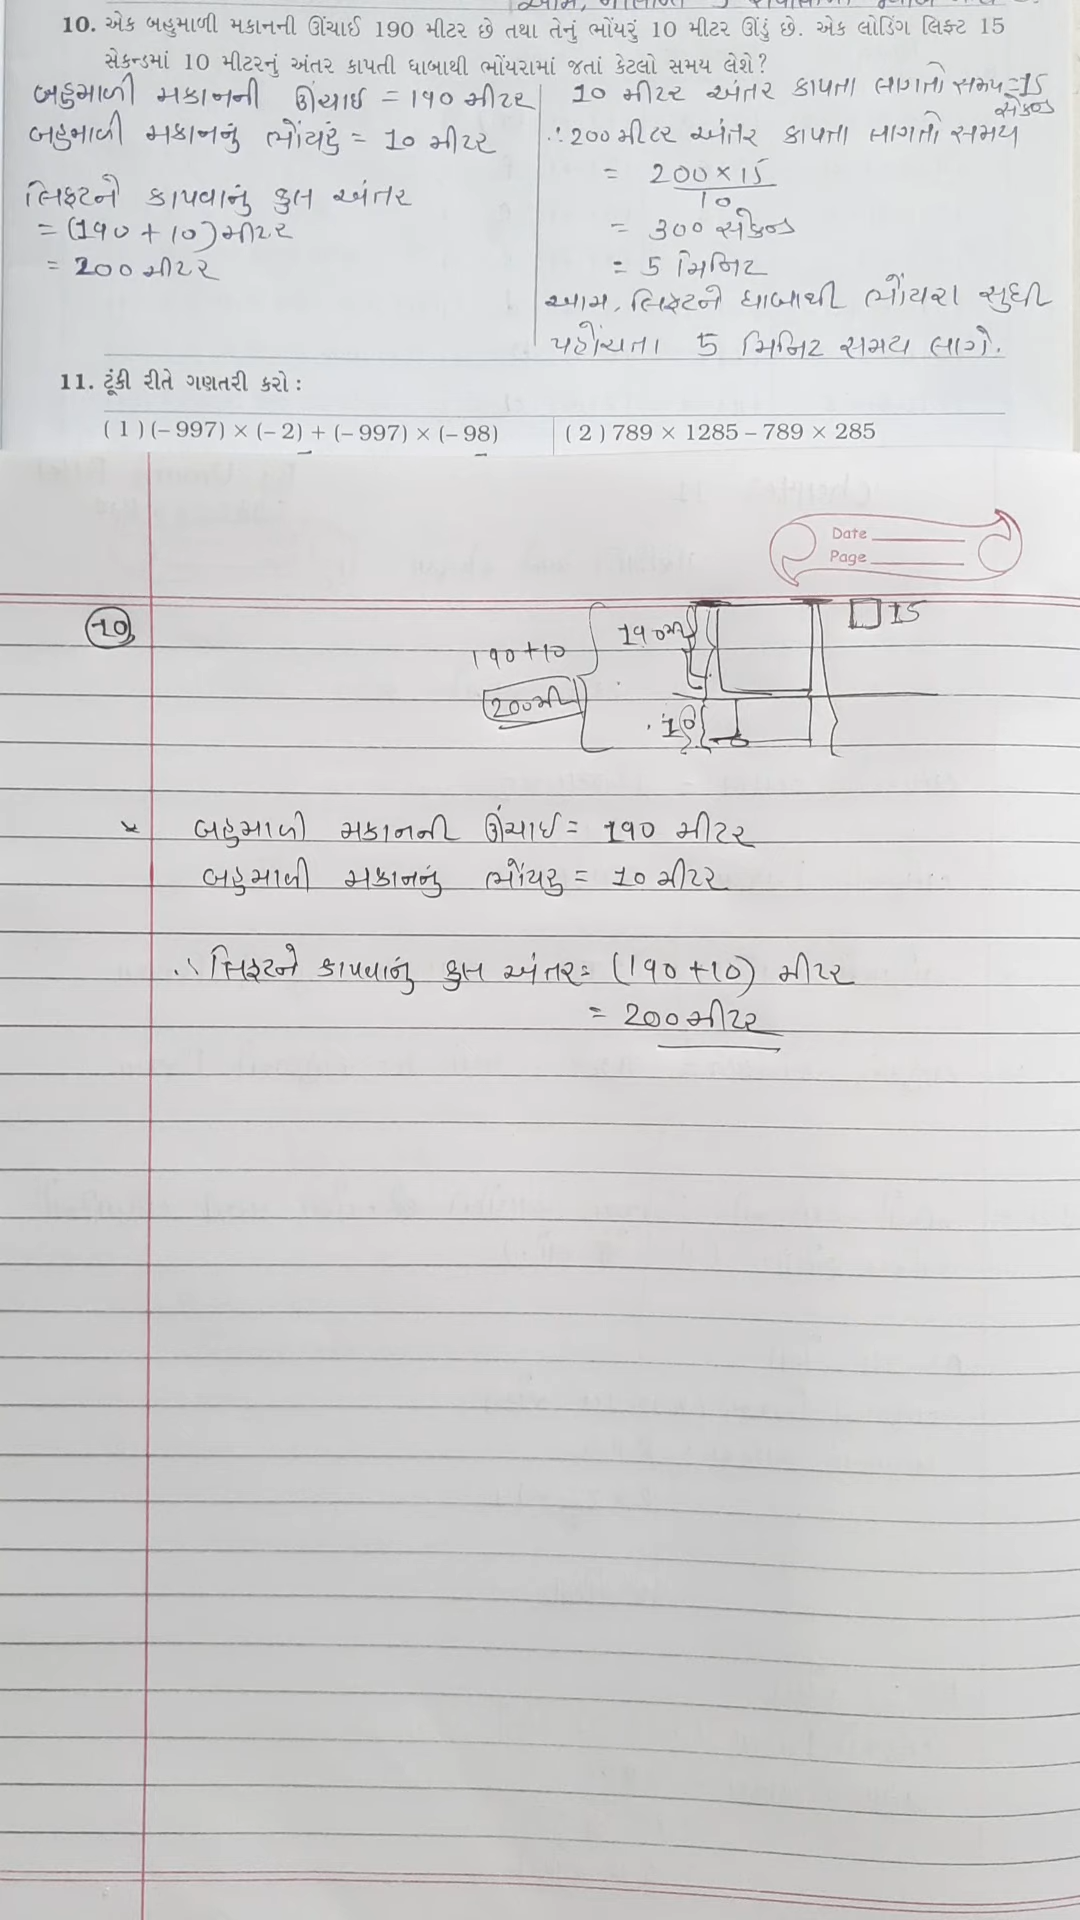 10. એક બહુમાળી મકાનની ઊંચાઈ 190 મીટર છે તથા તેનું ભોંયરું 10 મીટર ઊંડું છે. એક લોડિંગ લિફ્ટ 15
સેકન્ડમાં 10 મીટરનું અંતર કાપતી ધાબાથી ભોંયરામાં જતાં કેટલો સમય લેશે?
બહુમાળી મકાનની ઊંચાઈ = 190 મીટર
બહુમાળી મકાનનું ભોંયરું = 10 મીટર
લિફ્ટને કાપવાનું કુલ અંતર
= (190 + 10) મીટર
= 200 મીટર
10 મીટર અંતર કાપતા લાગતો સમય = 15
સેકન્ડ
∴ 200 મીટર અંતર કાપતા લાગતો સમય
= 200 × 15
10
= 300 સેકન્ડ
= 5 મિનિટ
આમ, લિફ્ટને ધાબાથી ભોંયરા સુધી
પહોંચતા 5 મિનિટ સમય લાગે.
11. ટૂંકી રીતે ગણતરી કરો :
(1) (– 997) × (– 2) + (– 997) × (– 98)
(2) 789 × 1285 – 789 × 285
Date
Page
10
190+10
200મી
190મી
10
15
* બહુમાળી મકાનની ઊંચાઈ = 190 મીટર
બહુમાળી મકાનનું ભોંયરુ = 10 મીટર
∴ લિફ્ટને કાપવાનું કુલ અંતર = (190 +10) મીટર
= 200 મીટર